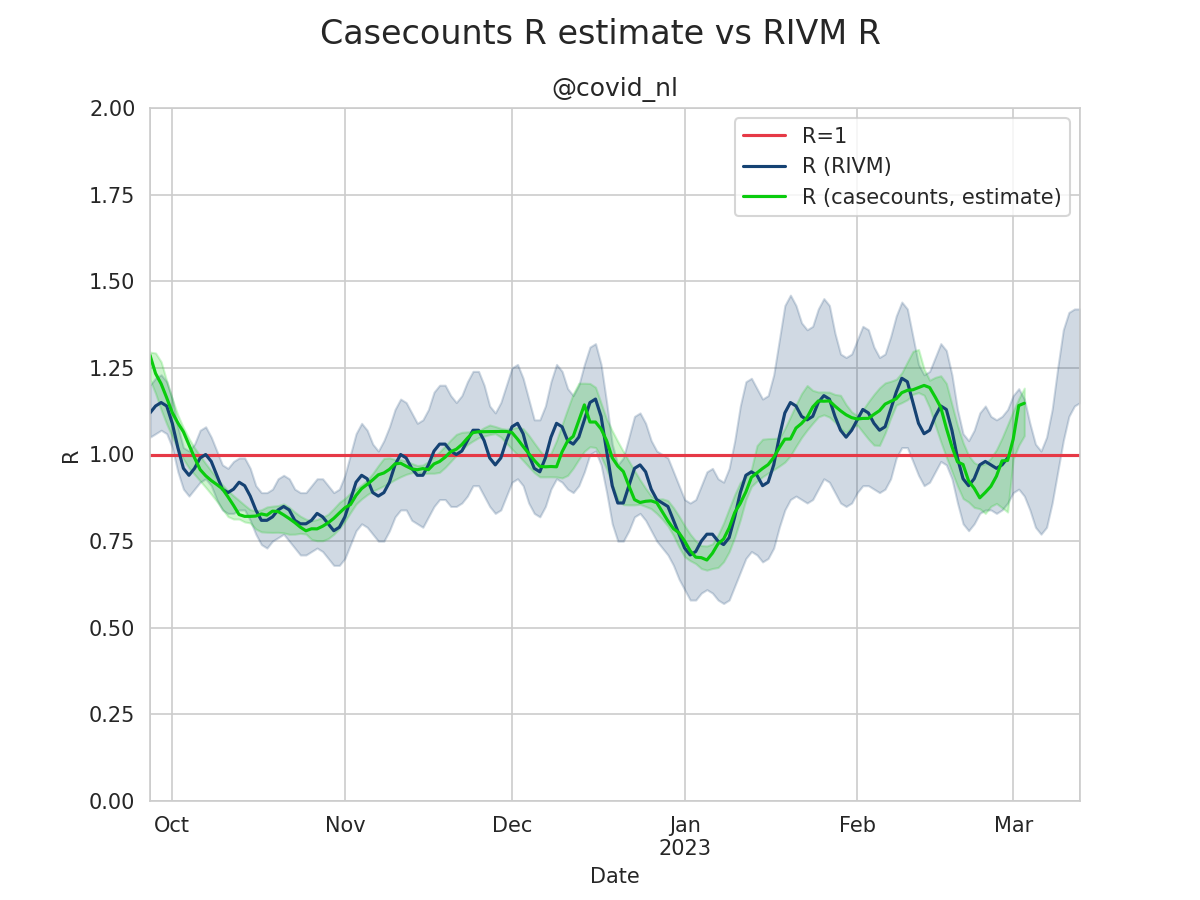 Casecounts R estimate vs RIVM R
@covid_nl
2.00
1.75
1.50
1.25
1.00
0.75
0.50
0.25
0.00
R
R=1
R (RIVM)
R (casecounts, estimate)
Oct
Nov
Dec
Jan
2023
Feb
Mar
Date